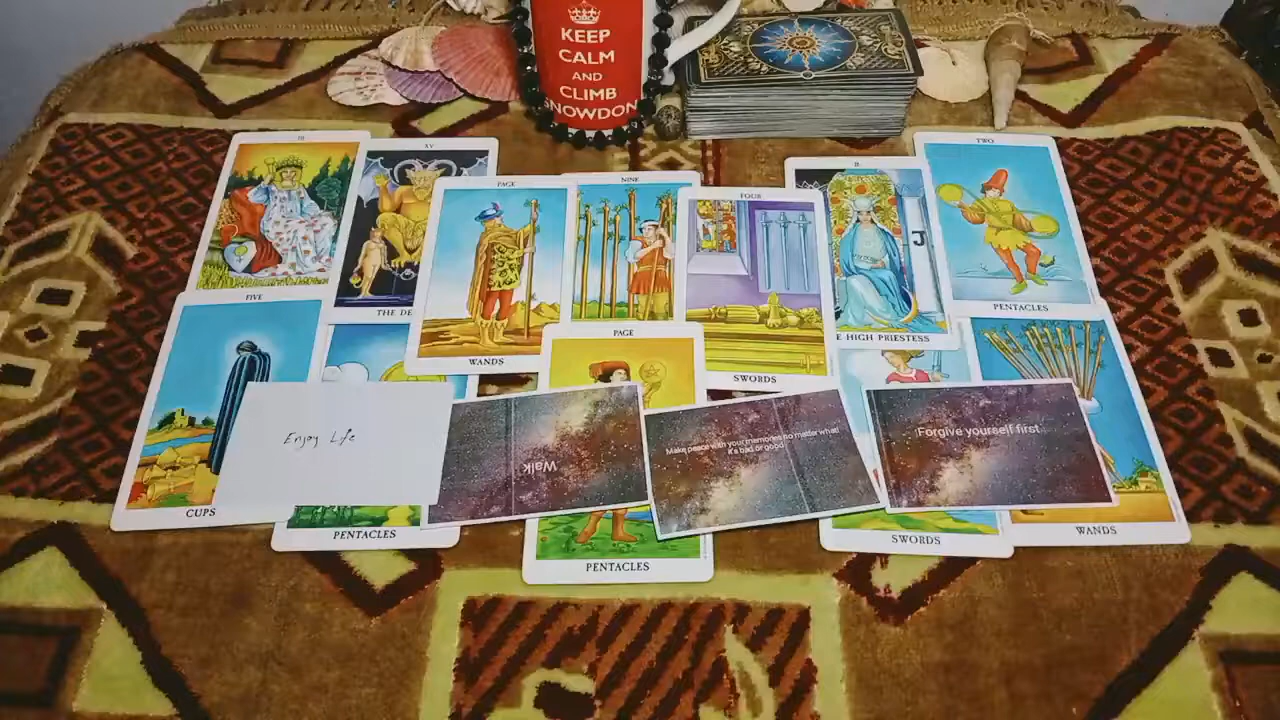 KEEP
CALM
AND
CLIMB
SNOWDON
III
XV
PAGE
NINE
FOUR
II
TWO
J
THE DE
WANDS
SWORDS
E HIGH PRIESTESS
PENTACLES
FIVE
PAGE
Enjoy Life
Walk
Make peace with your memories no matter what!
it's bad or good
Forgive yourself first
CUPS
PENTACLES
PENTACLES
SWORDS
WANDS